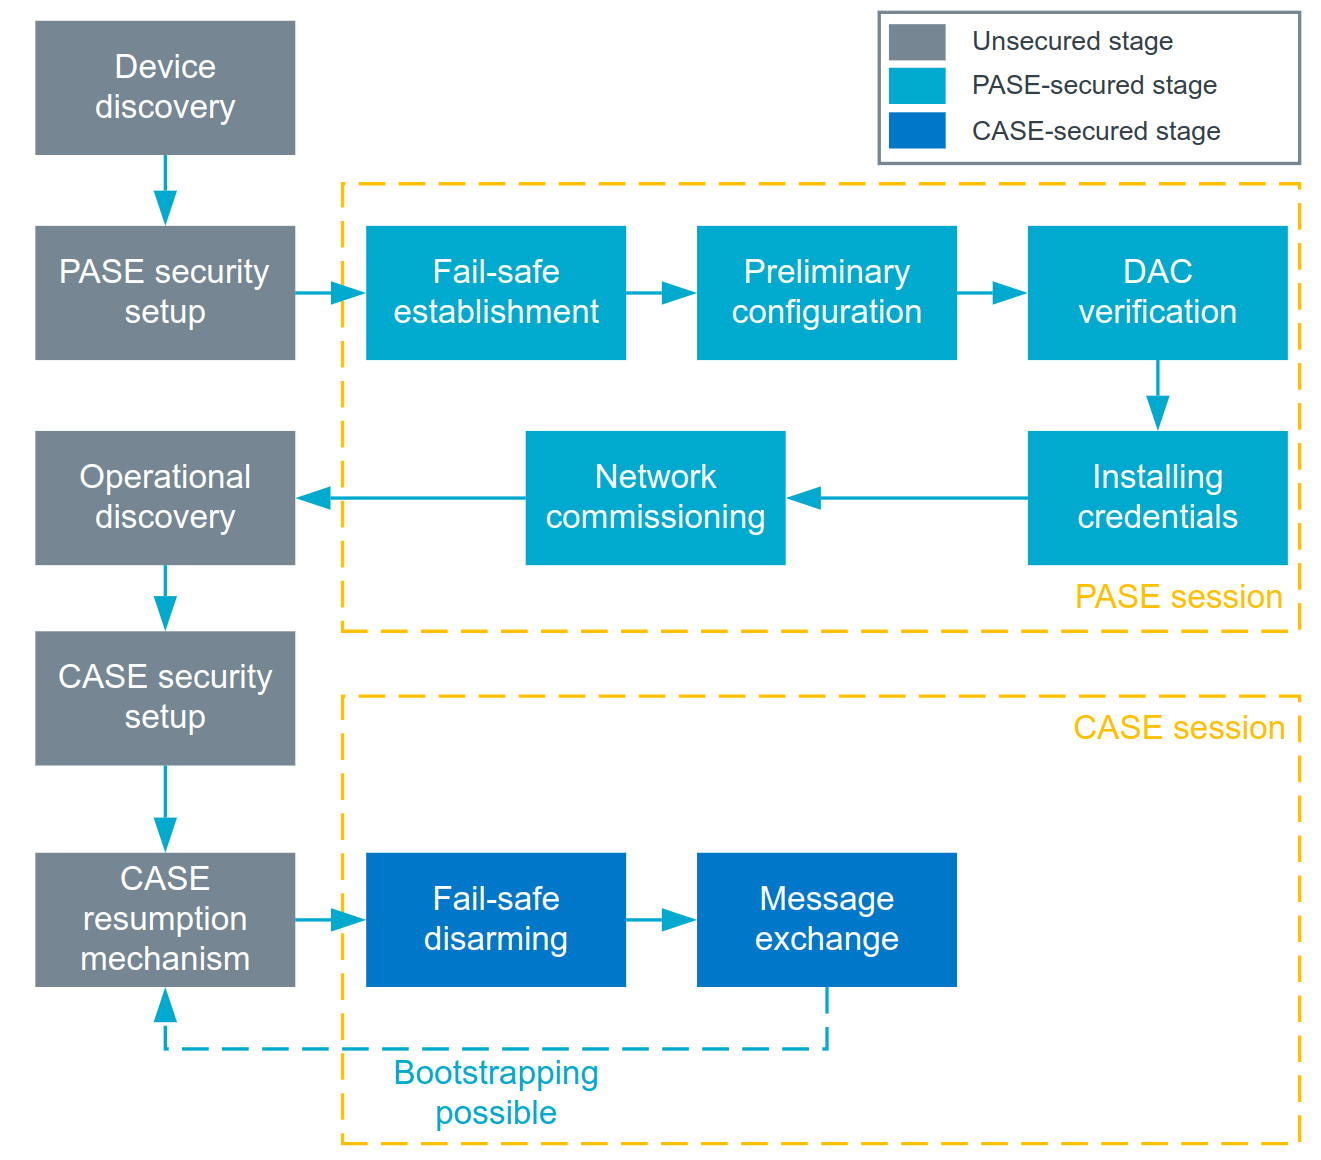 Device
discovery
Unsecured stage
PASE-secured stage
CASE-secured stage
PASE security
setup
Fail-safe
establishment
Preliminary
configuration
DAC
verification
Operational
discovery
Network
commissioning
Installing
credentials
PASE session
CASE security
setup
CASE session
CASE
resumption
mechanism
Fail-safe
disarming
Message
exchange
Bootstrapping
possible